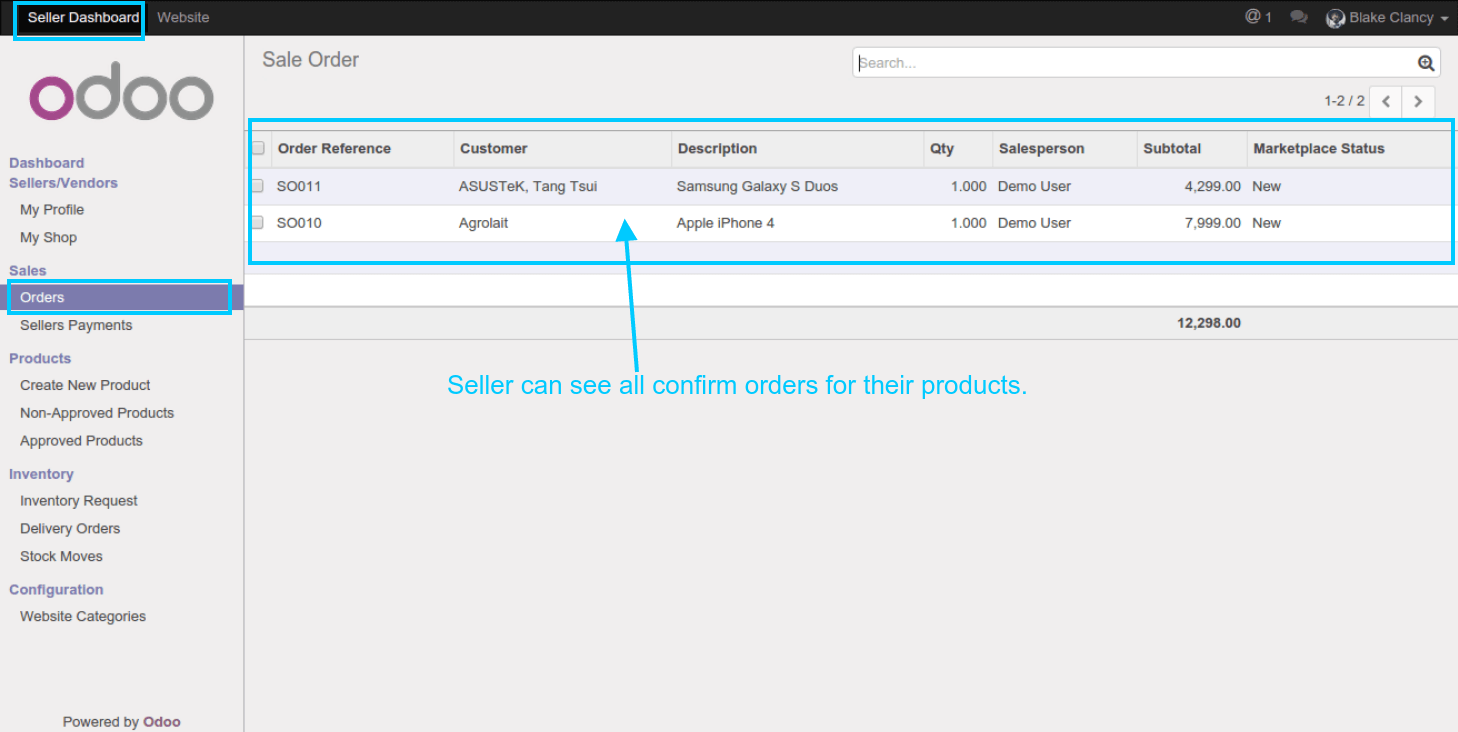 Seller Dashboard Website @ 1 Blake Clancy
odoo
Sale Order
Search...
1-2 / 2
Dashboard
Sellers/Vendors
My Profile
My Shop
Sales
Orders
Sellers Payments
Products
Create New Product
Non-Approved Products
Approved Products
Inventory
Inventory Request
Delivery Orders
Stock Moves
Configuration
Website Categories
Powered by Odoo
Order Reference Customer Description Qty Salesperson Subtotal Marketplace Status
SO011 ASUSTeK, Tang Tsui Samsung Galaxy S Duos 1.000 Demo User 4,299.00 New
SO010 Agrolait Apple iPhone 4 1.000 Demo User 7,999.00 New
12,298.00
Seller can see all confirm orders for their products.